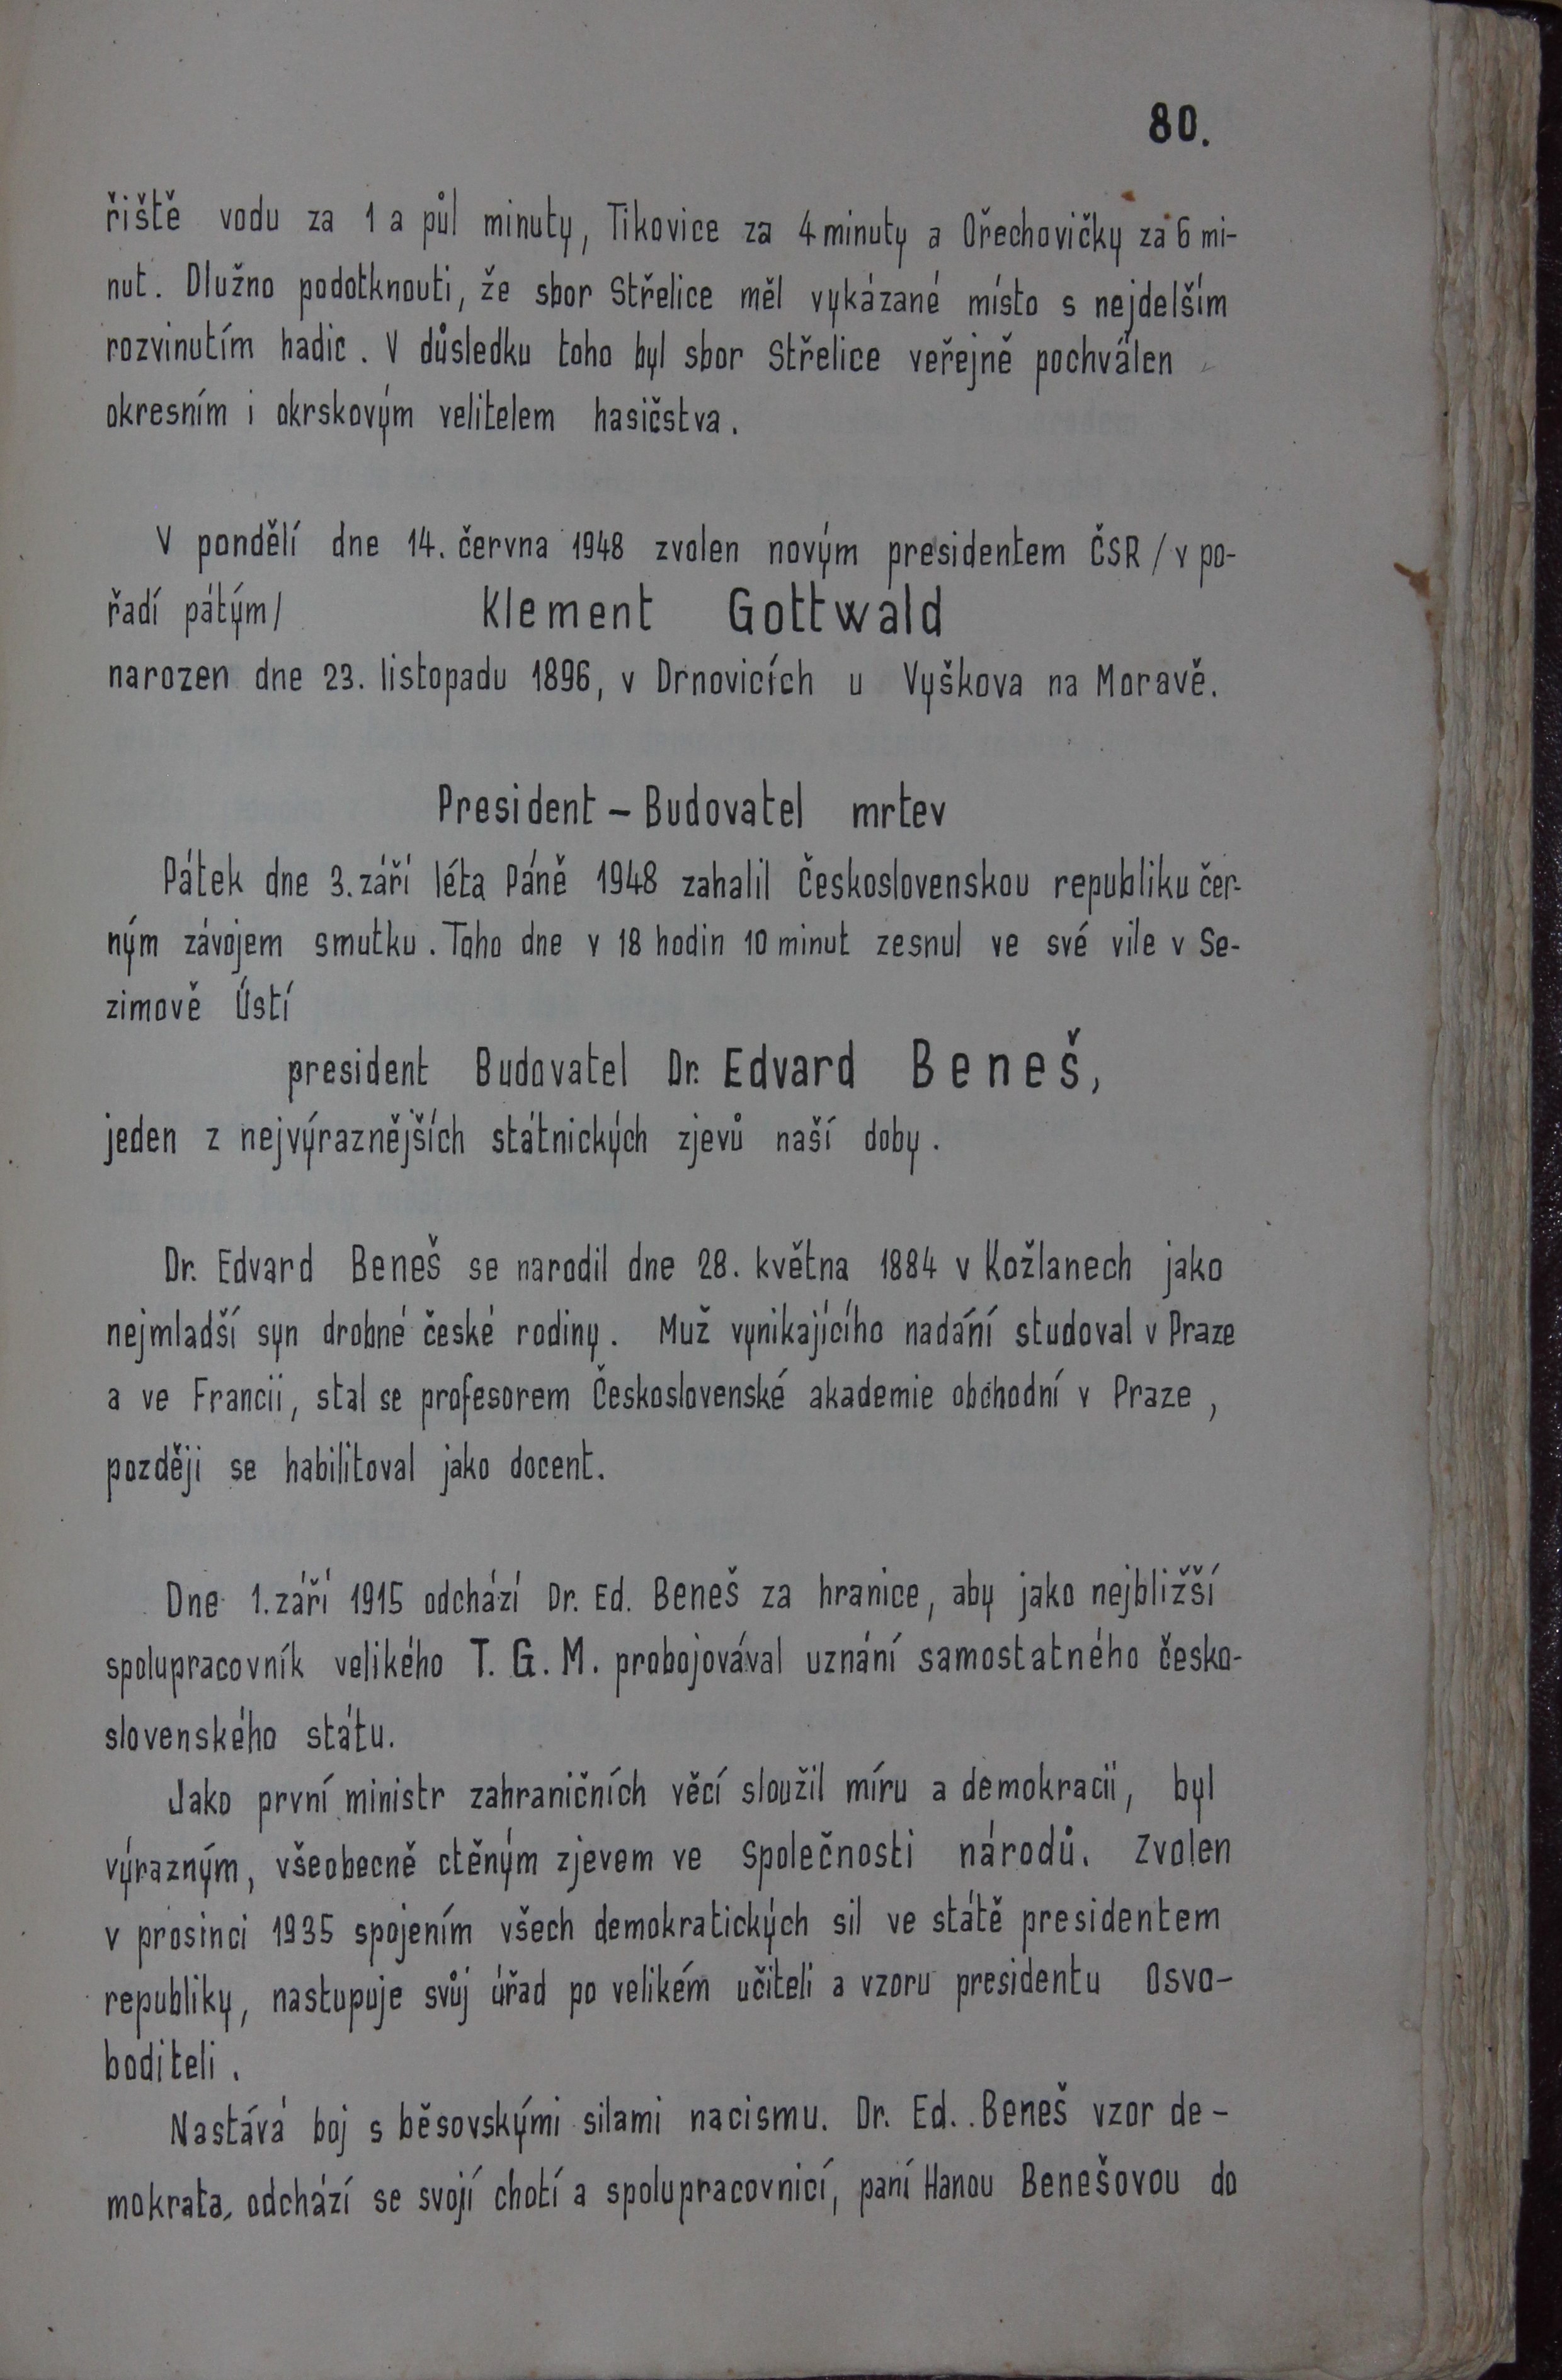 80.
řiště vodu za 1 a půl minuty, Tikovice za 4 minuty a Ořechovičky za 6 mi-
nut. Dlužno podotknouti, že sbor Střelice měl vykázané místo s nejdelším
rozvinutím hadic. V důsledku toho byl sbor Střelice veřejně pochválen
okresním i okrskovým velitelem hasičstva.
V pondělí dne 14. června 1948 zvolen novým presidentem ČSR / v po-
řadí pátým/ Klement Gottwald
narozen dne 23. listopadu 1896, v Drnovicích u Vyškova na Moravě.
President – Budovatel mrtev
Pátek dne 3. září léta Páně 1948 zahalil Československou republiku čer-
ným závojem smutku. Toho dne v 18 hodin 10 minut zesnul ve své vile v Se-
zimově Ústí
president Budovatel Dr. Edvard Beneš,
jeden z nejvýraznějších státnických zjevů naší doby.
Dr. Edvard Beneš se narodil dne 28. května 1884 v Kožlanech jako
nejmladší syn drobné české rodiny. Muž vynikajícího nadání studoval v Praze
a ve Francii, stal se profesorem Československé akademie obchodní v Praze,
později se habilitoval jako docent.
Dne 1. září 1915 odchází Dr. Ed. Beneš za hranice, aby jako nejbližší
spolupracovník velikého T. G. M. probojovával uznání samostatného česko-
slovenského státu.
Jako první ministr zahraničních věcí sloužil míru a demokracii, byl
výrazným, všeobecně ctěným zjevem ve Společnosti národů. Zvolen
v prosinci 1935 spojením všech demokratických sil ve státě presidentem
republiky, nastupuje svůj úřad po velikém učiteli a vzoru presidentu Osvo-
boditeli.
Nastává boj s běsovskými silami nacismu. Dr. Ed. Beneš vzor de-
mokrata, odchází se svojí chotí a spolupracovnicí, paní Hanou Benešovou do